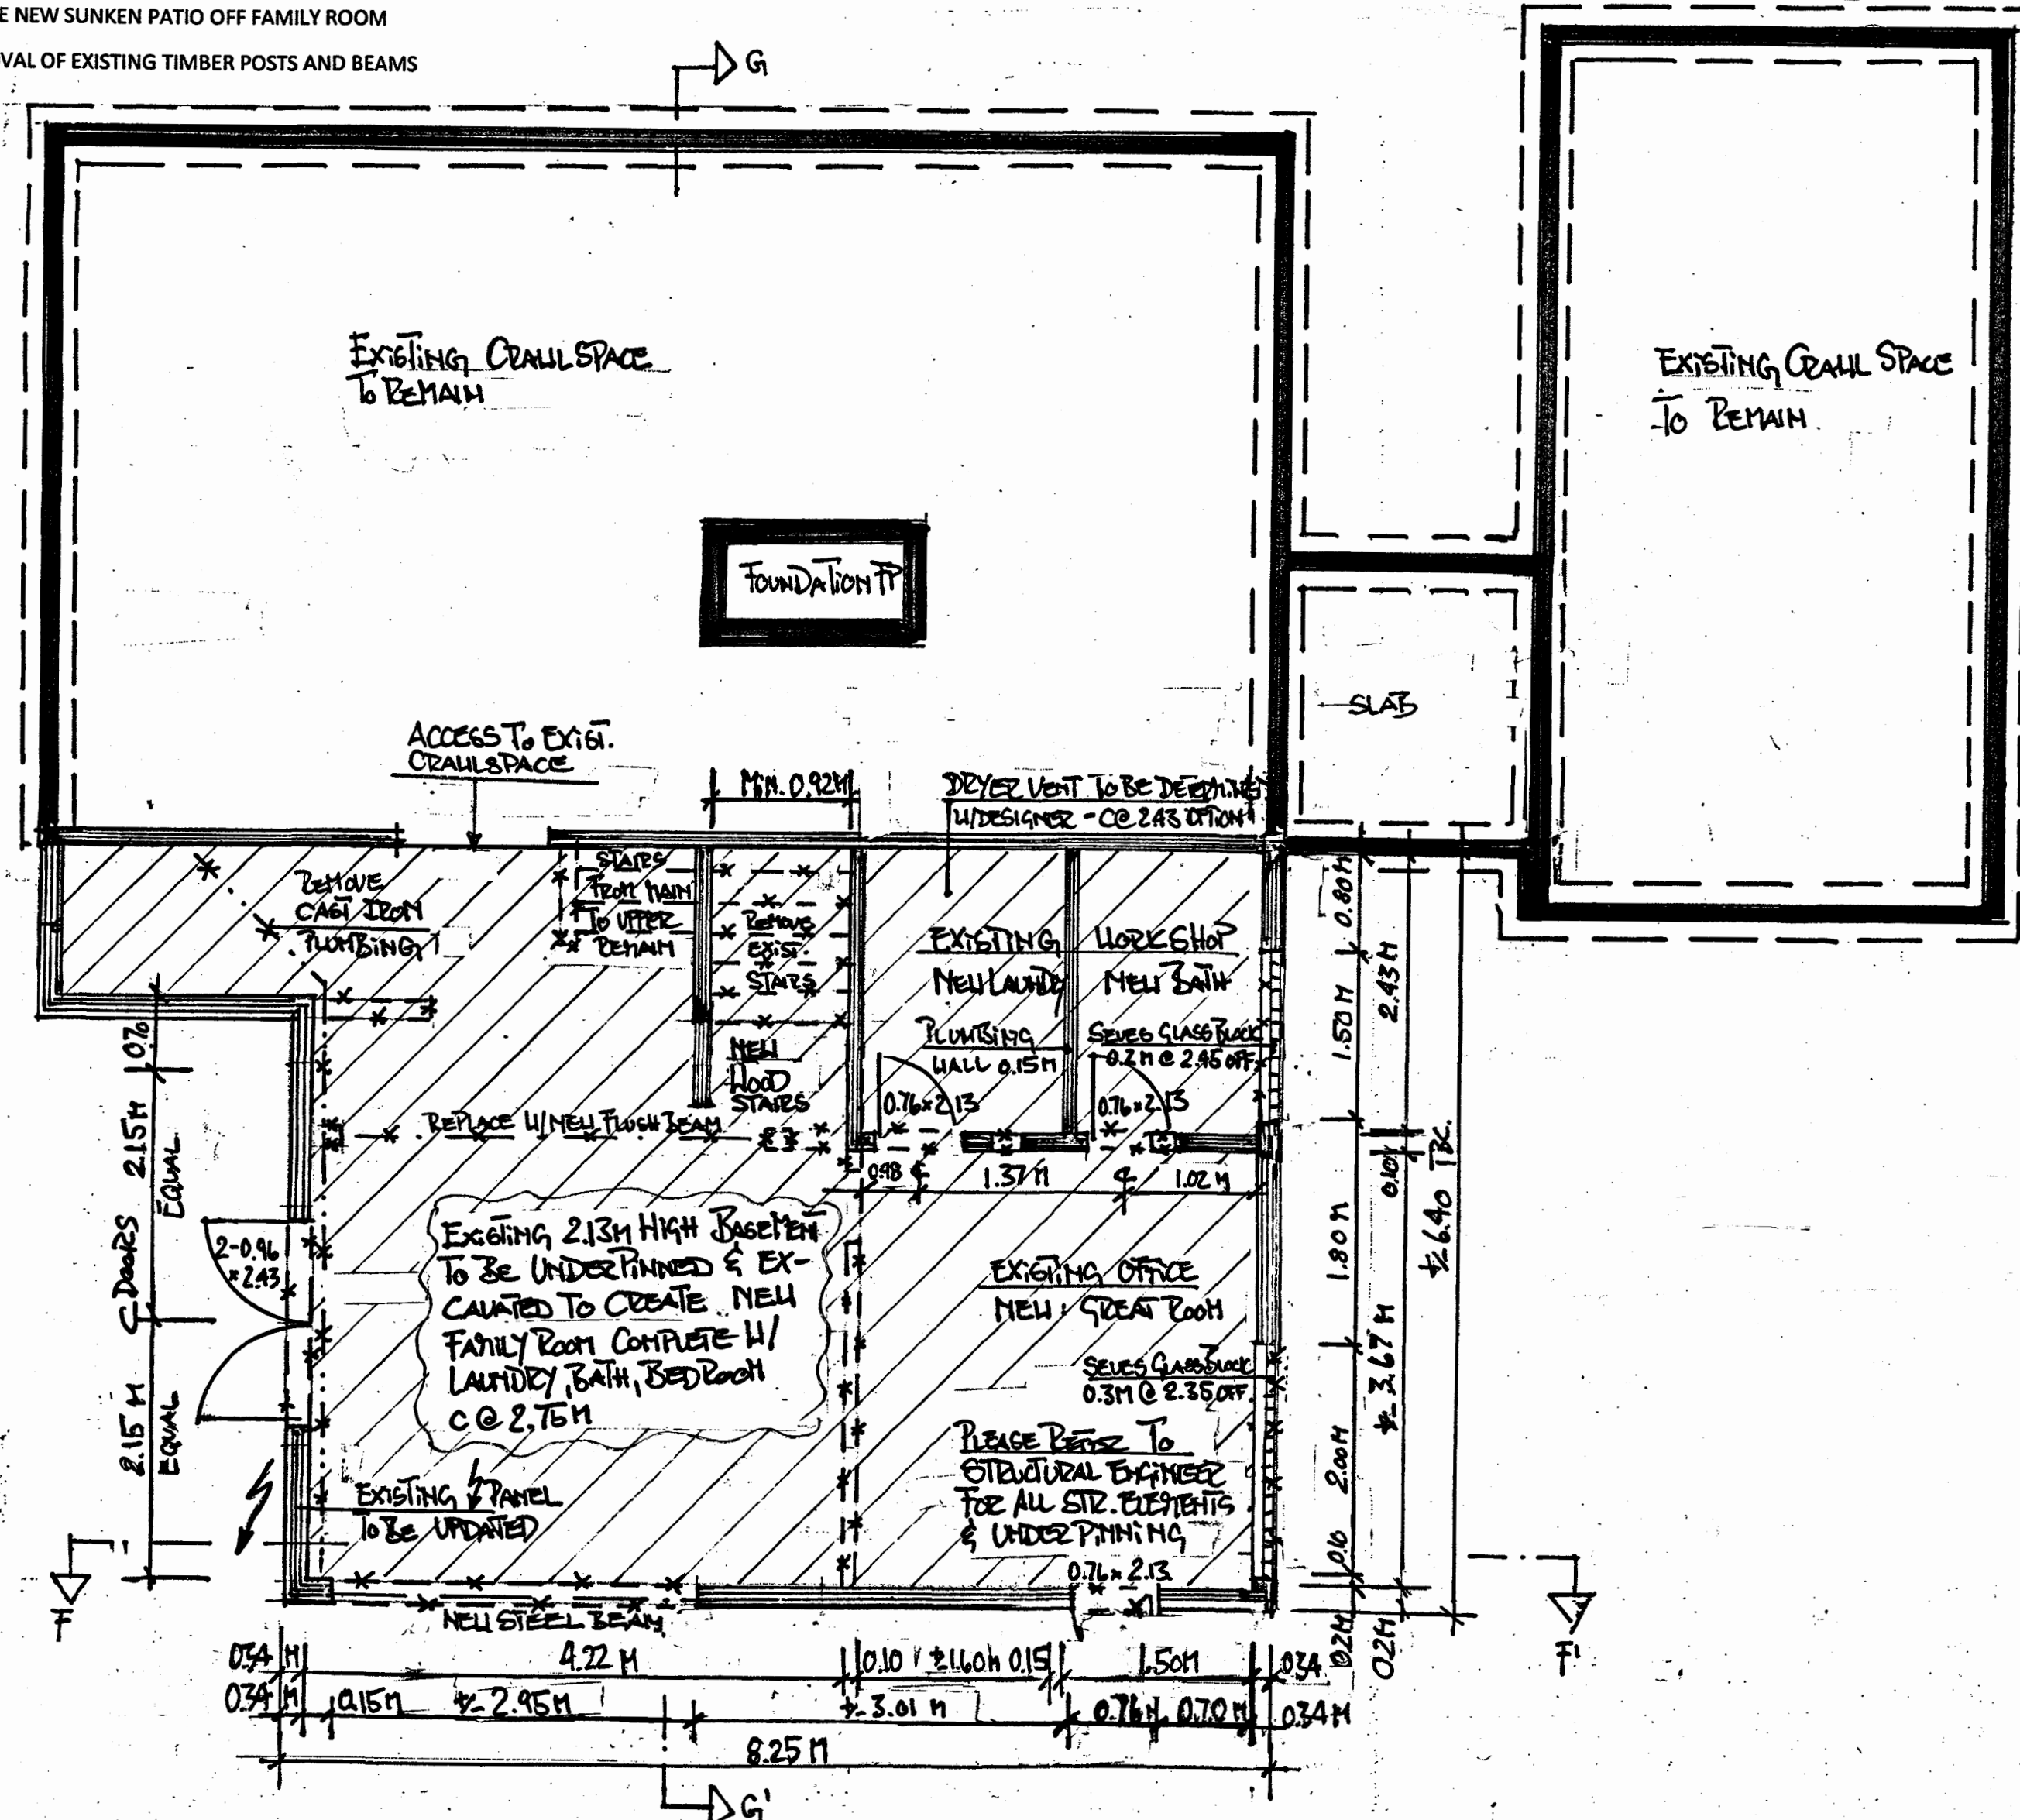 E NEW SUNKEN PATIO OFF FAMILY ROOM
VAL OF EXISTING TIMBER POSTS AND BEAMS
G
EXISTING CRAWLSPACE
TO REMAIN
EXISTING CRAWL SPACE
TO REMAIN
FOUNDATION FP
SLAB
ACCESS TO EXIST.
CRAWLSPACE
MIN. 0.92M
DRYER VENT TO BE DETERMINED
W/DESIGNER - C@ 2.43 OPTION
REMOVE
CAST IRON
PLUMBING
STAIRS
FROM MAIN
TO UPPER
REMAIN
REMOVE
EXIST.
STAIRS
NEW
WOOD
STAIRS
EXISTING WORKSHOP
NEW LAUNDY
NEW BATH
PLUMBING
WALL 0.15M
SEVES GLASS BLOCK
0.2M @ 2.45 OFF.
0.76x2.13
0.76x2.13
REPLACE W/NEW FLUSH BEAM
0.98
1.37M
1.02M
EXISTING 2.13M HIGH BASEMENT
TO BE UNDERPINNED & EX-
CAVATED TO CREATE NEW
FAMILY ROOM COMPLETE W/
LAUNDRY, BATH, BEDROOM
C @ 2.75M
EXISTING OFFICE
NEW: GREAT ROOM
SEVES GLASS BLOCK
0.3M @ 2.35 OFF.
PLEASE REFER TO
STRUCTURAL ENGINEER
FOR ALL STR. ELEMENTS
& UNDERPINNING
0.76x2.13
EXISTING PANEL
TO BE UPDATED
2-0.96
x2.43
0.76
2.15M
EQUAL
DOORS
2.15M
EQUAL
0.80M
1.50M
2.43M
0.10
1.80M
+/- 6.40 TBC.
+/- 3.67M
2.00M
0.16
0.2M
0.2M
F
F'
NEW STEEL BEAM
0.34 M
4.22 M
0.10
+/- 1.60M
0.15
1.50M
0.34
0.34 M
0.15M
+/- 2.95M
+/- 3.01 M
0.76M
0.70M
0.34M
8.25 M
G'